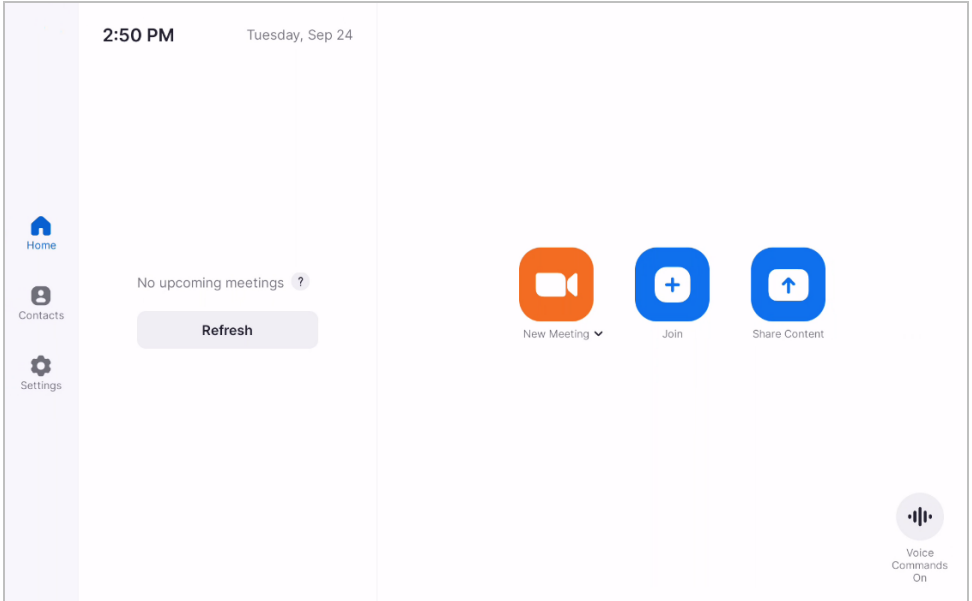 2:50 PM
Tuesday, Sep 24
Home
Contacts
Settings
No upcoming meetings ?
Refresh
New Meeting
Join
Share Content
Voice
Commands
On